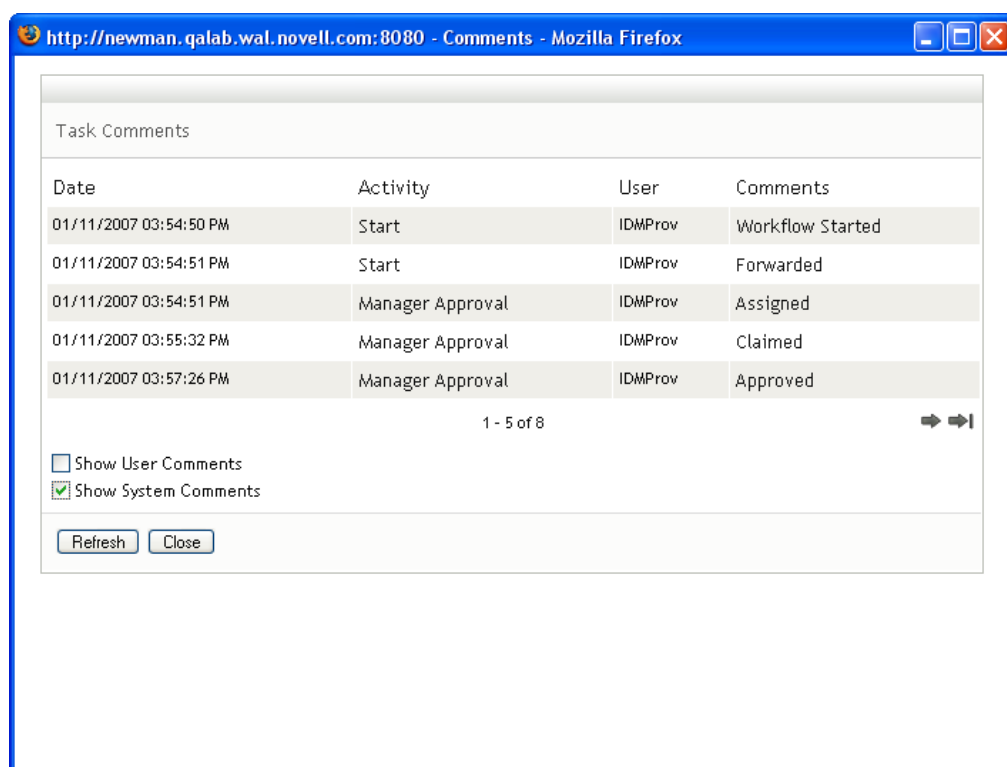 http://newman.qalab.wal.novell.com:8080 - Comments - Mozilla Firefox
Task Comments
Date Activity User Comments
01/11/2007 03:54:50 PM Start IDMProv Workflow Started
01/11/2007 03:54:51 PM Start IDMProv Forwarded
01/11/2007 03:54:51 PM Manager Approval IDMProv Assigned
01/11/2007 03:55:32 PM Manager Approval IDMProv Claimed
01/11/2007 03:57:26 PM Manager Approval IDMProv Approved
1 - 5 of 8
Show User Comments
Show System Comments
Refresh Close